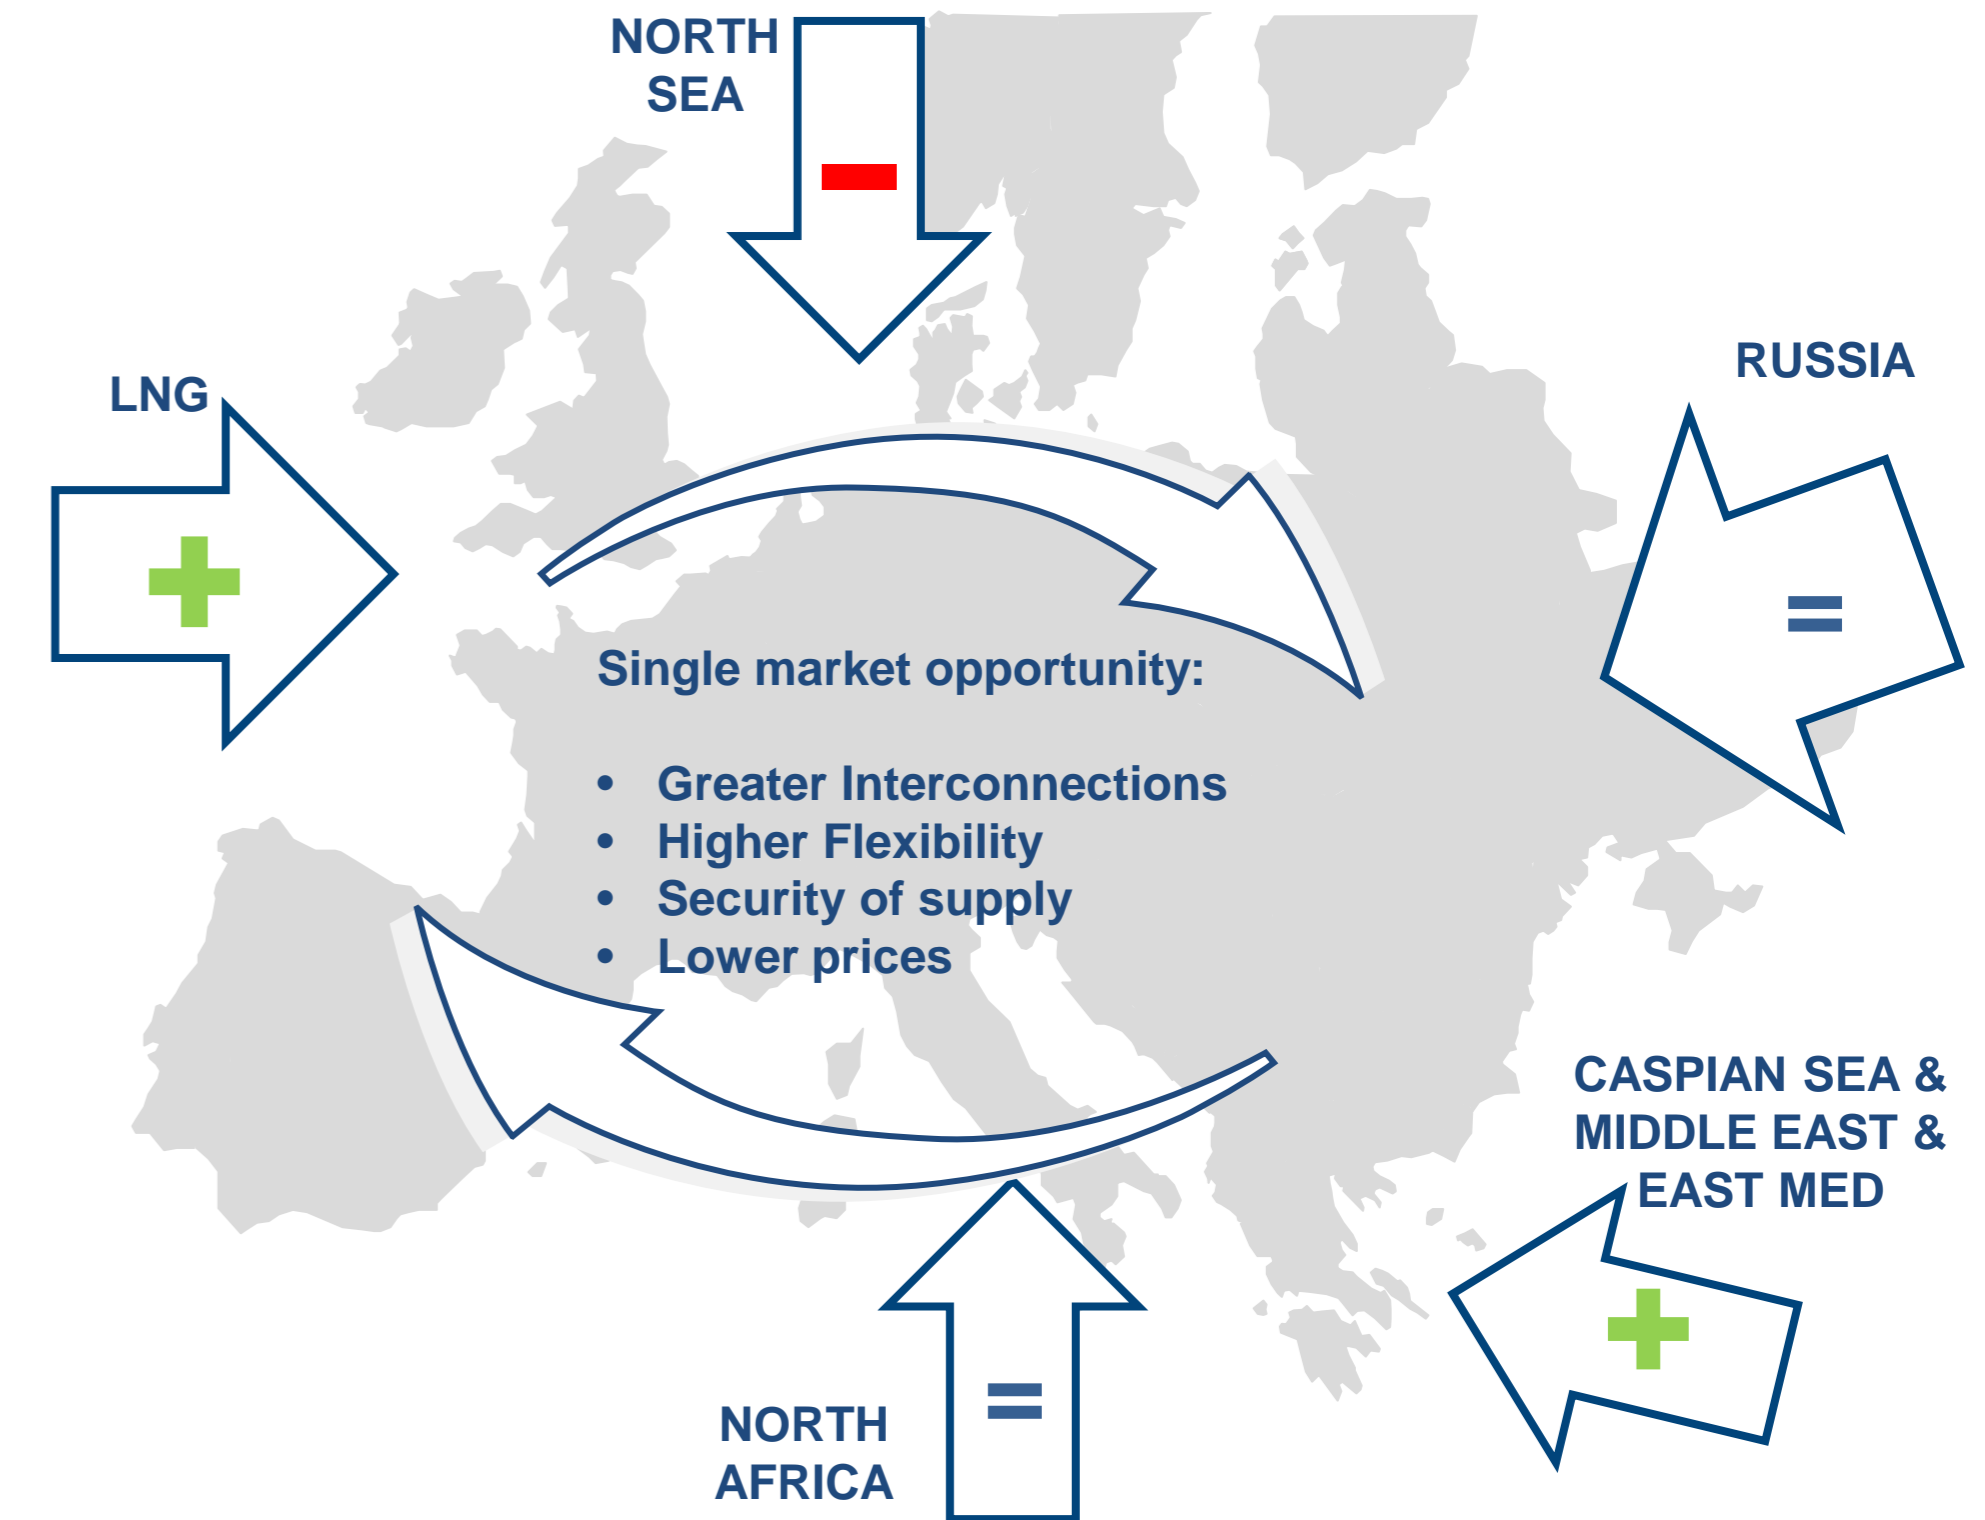 NORTH
SEA
LNG
RUSSIA
Single market opportunity:
• Greater Interconnections
• Higher Flexibility
• Security of supply
• Lower prices
CASPIAN SEA &
MIDDLE EAST &
EAST MED
NORTH
AFRICA